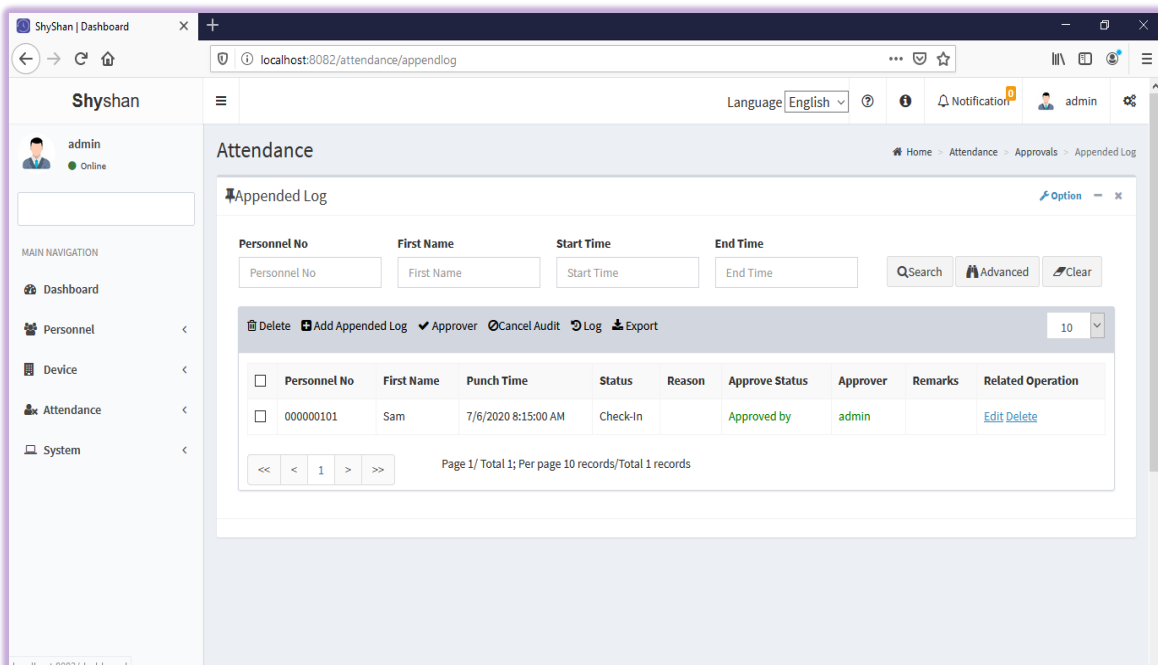 ShyShan | Dashboard
localhost:8082/attendance/appendlog
Shyshan
Language English
Notification 0
admin
admin
Online
Attendance
Home > Attendance > Approvals > Appended Log
Appended Log
Option
MAIN NAVIGATION
Dashboard
Personnel
Device
Attendance
System
Personnel No First Name Start Time End Time
Personnel No First Name Start Time End Time Search Advanced Clear
Delete Add Appended Log Approver Cancel Audit Log Export 10
Personnel No First Name Punch Time Status Reason Approve Status Approver Remarks Related Operation
000000101 Sam 7/6/2020 8:15:00 AM Check-In Approved by admin Edit Delete
<< < 1 > >> Page 1/ Total 1; Per page 10 records/Total 1 records